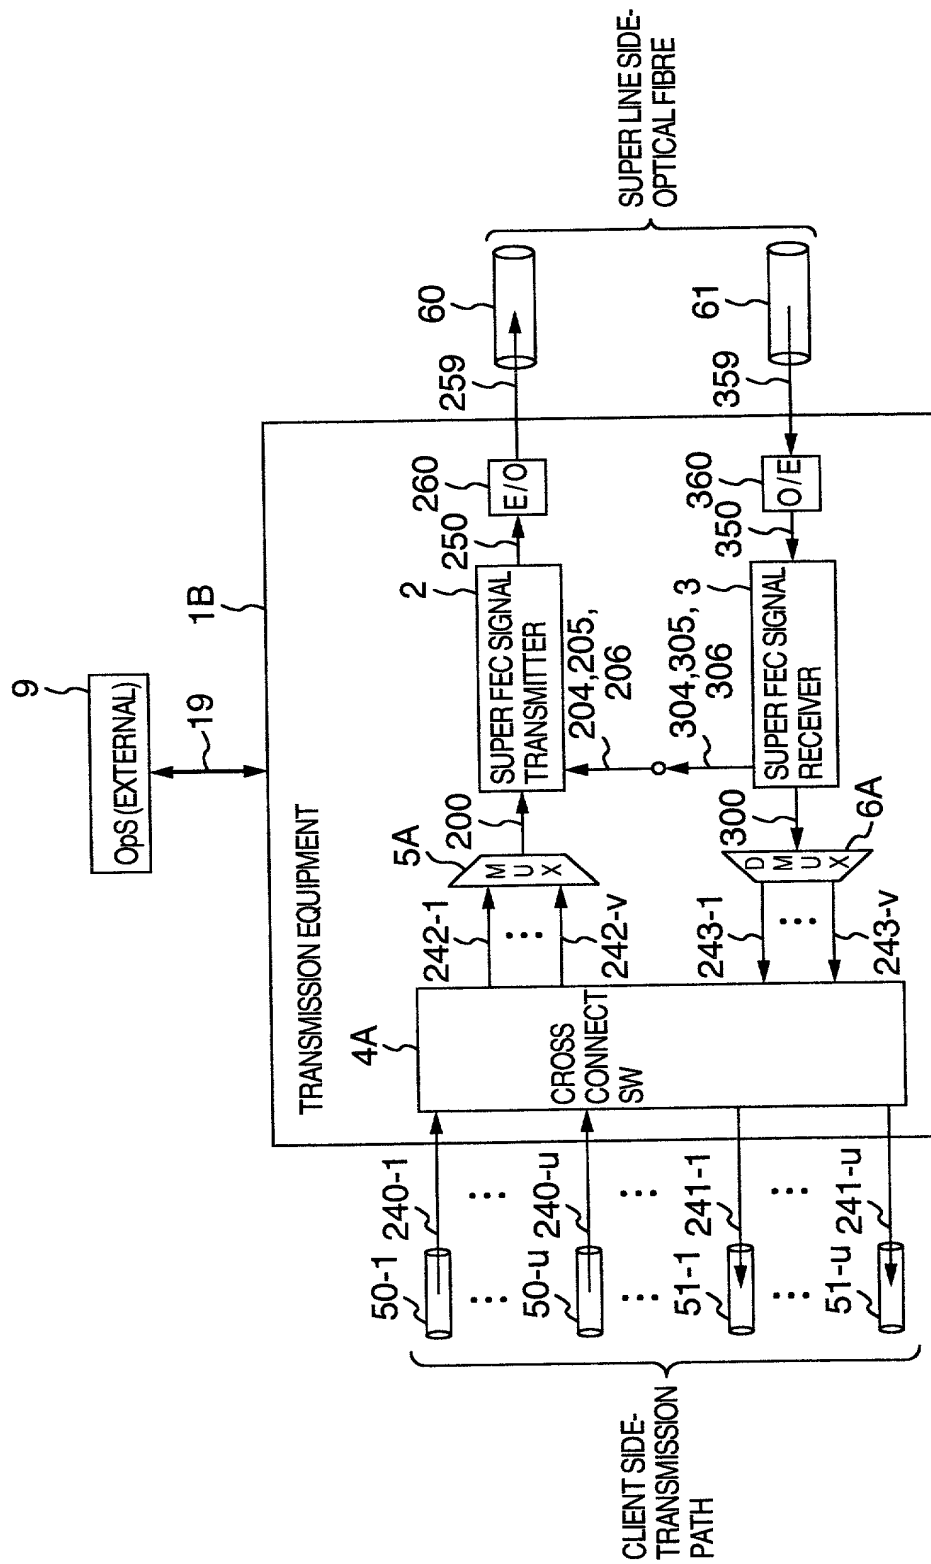 9
OpS (EXTERNAL)
19
1B
TRANSMISSION EQUIPMENT
CLIENT SIDE-
TRANSMISSION
PATH
50-1
240-1
50-u
240-u
51-1
241-1
51-u
241-u
4A
CROSS
CONNECT
SW
242-1
242-v
5A
MUX
200
2
SUPER FEC SIGNAL
TRANSMITTER
250
260
E/O
259
60
204,205,
206
304,305,
306
3
SUPER FEC SIGNAL
RECEIVER
350
360
O/E
359
61
300
6A
DMUX
243-1
243-v
SUPER LINE SIDE-
OPTICAL FIBRE